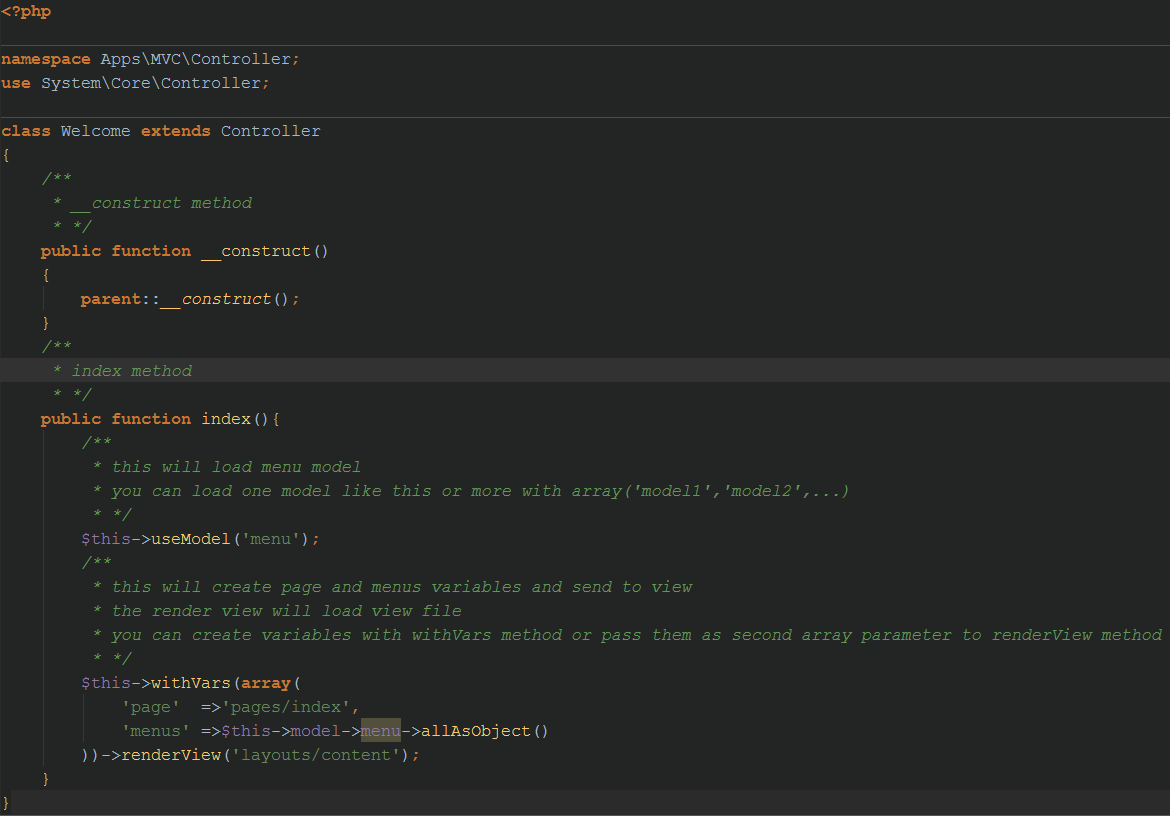 <?php
namespace Apps\MVC\Controller;
use System\Core\Controller;
class Welcome extends Controller
{
    /**
     * __construct method
     * */
    public function __construct()
    {
        parent::__construct();
    }
    /**
     * index method
     * */
    public function index(){
        /**
         * this will load menu model
         * you can load one model like this or more with array('model1','model2',...)
         * */
        $this->useModel('menu');
        /**
         * this will create page and menus variables and send to view
         * the render view will load view file
         * you can create variables with withVars method or pass them as second array parameter to renderView method
         * */
        $this->withVars(array(
            'page'  =>'pages/index',
            'menus' =>$this->model->menu->allAsObject()
        ))->renderView('layouts/content');
    }
}